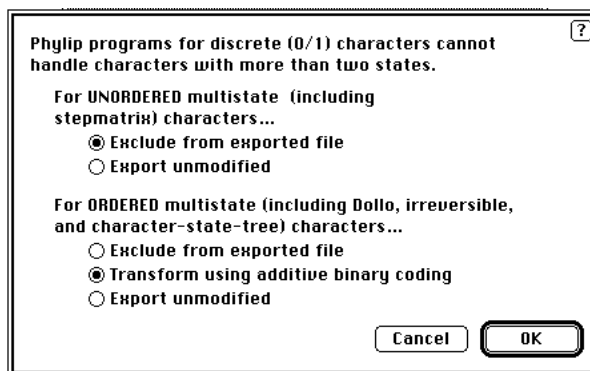 ?
Phylip programs for discrete (0/1) characters cannot
handle characters with more than two states.
For UNORDERED multistate (including
stepmatrix) characters...
Exclude from exported file
Export unmodified
For ORDERED multistate (including Dollo, irreversible,
and character-state-tree) characters...
Exclude from exported file
Transform using additive binary coding
Export unmodified
Cancel OK